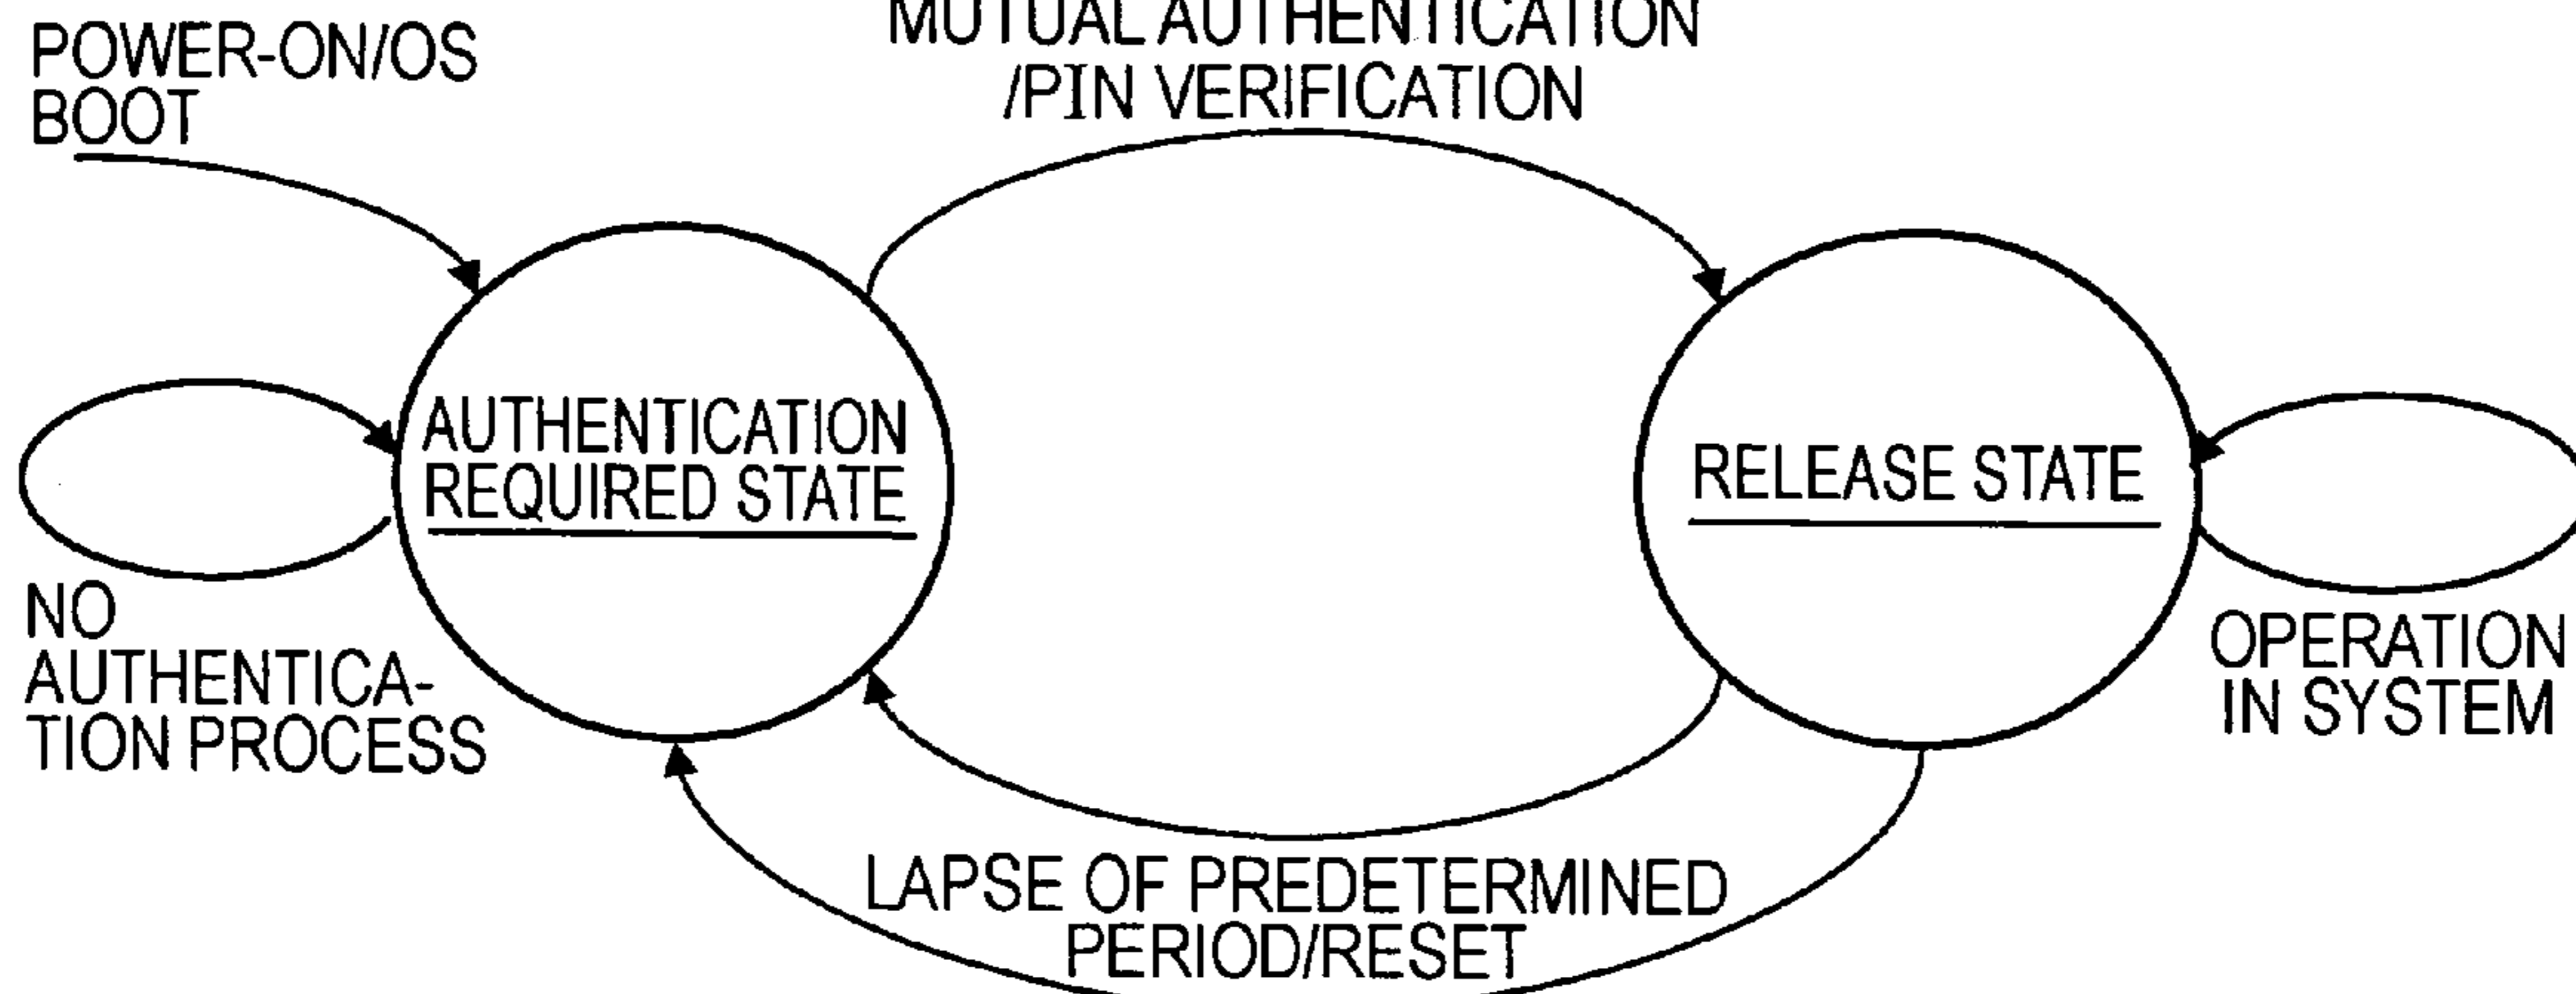 POWER-ON/OS
BOOT
MUTUAL AUTHENTICATION
/PIN VERIFICATION
AUTHENTICATION
REQUIRED STATE
RELEASE STATE
NO
AUTHENTICA-
TION PROCESS
OPERATION
IN SYSTEM
LAPSE OF PREDETERMINED
PERIOD/RESET